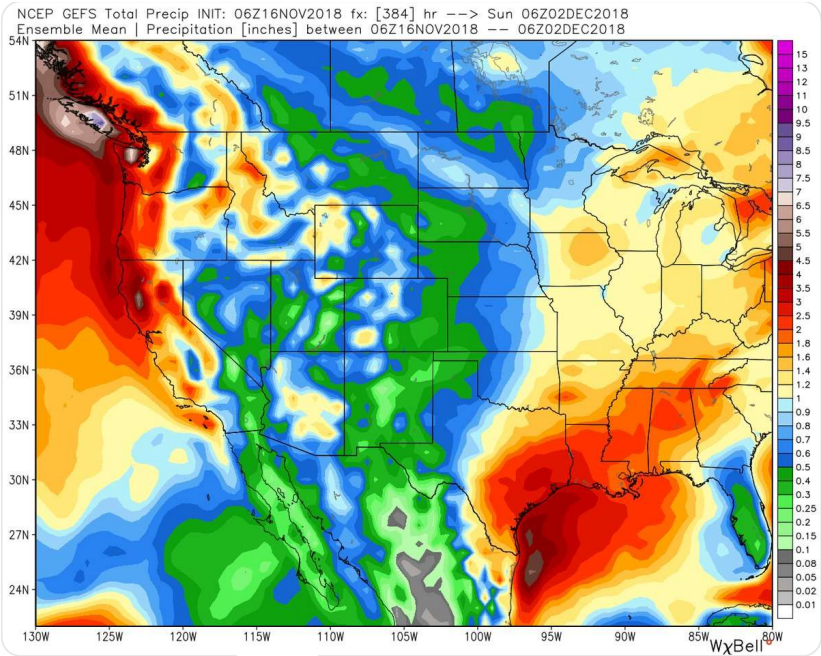 NCEP GEFS Total Precip INIT: 06Z16NOV2018 fx: [384] hr --> Sun 06Z02DEC2018
Ensemble Mean | Precipitation [inches] between 06Z16NOV2018 -- 06Z02DEC2018
54N
51N
48N
45N
42N
39N
36N
33N
30N
27N
24N
130W
125W
120W
115W
110W
105W
100W
95W
90W
85W
80W
15
13
12
11
10
9.5
9
8.5
8
7.5
7
6.5
6
5.5
5
4.5
4
3.5
3
2.5
2
1.8
1.6
1.4
1.2
1
0.9
0.8
0.7
0.6
0.5
0.4
0.3
0.25
0.2
0.15
0.1
0.08
0.05
0.02
0.01
WχBell